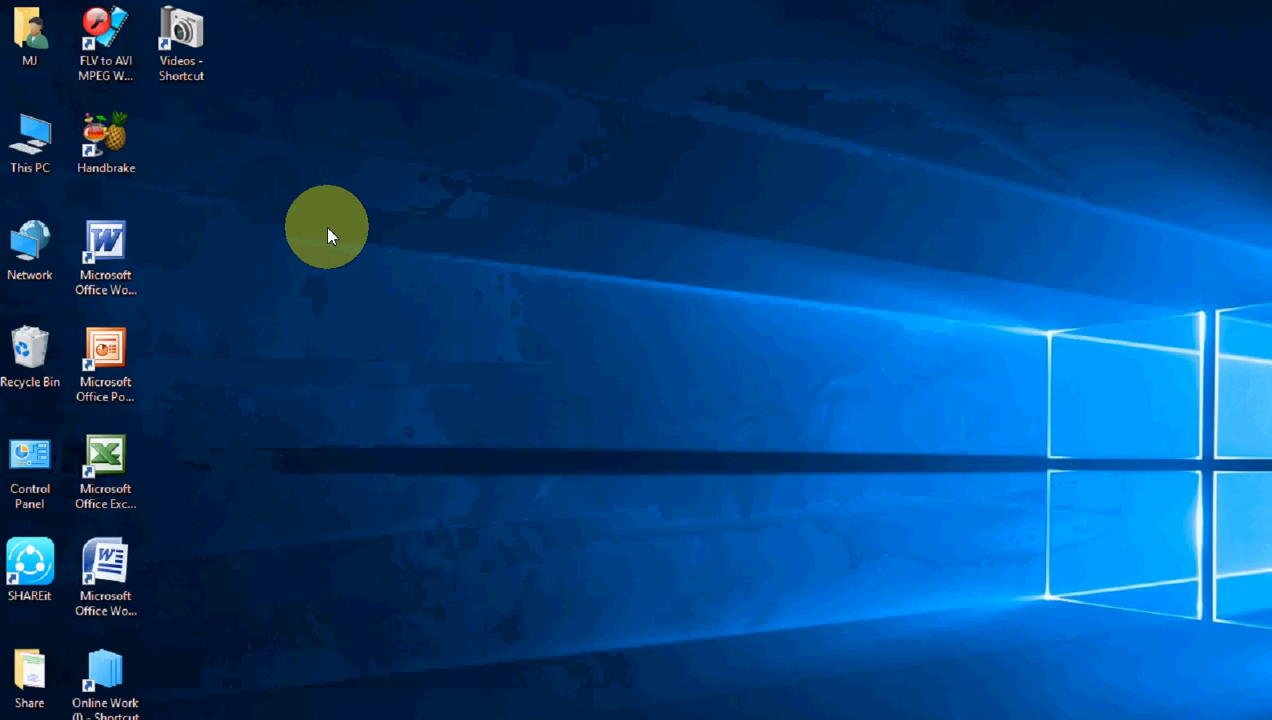 MJ
FLV to AVI
MPEG W...
Videos -
Shortcut
This PC
Handbrake
Network
Microsoft
Office Wo...
Recycle Bin
Microsoft
Office Po...
Control
Panel
Microsoft
Office Exc...
SHAREit
Microsoft
Office Wo...
Share
Online Work
(I) - Shortcut